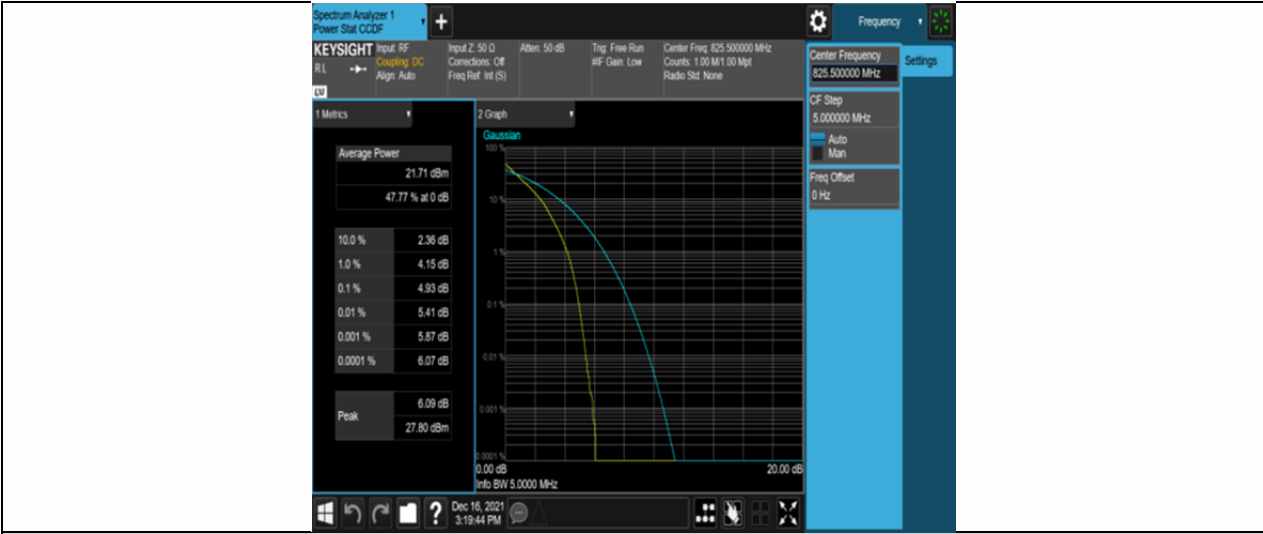 Spectrum Analyzer 1
Power Stat CCDF
Frequency
KEYSIGHT
RL
LV
Input: RF
Coupling: DC
Align: Auto
Input Z: 50 Ω
Corrections: Off
Freq Ref: Int (S)
Atten: 50 dB
Trig: Free Run
#IF Gain: Low
Center Freq: 825.500000 MHz
Counts: 1.00 M/1.00 Mpt
Radio Std: None
1 Metrics
Average Power
21.71 dBm
47.77 % at 0 dB
10.0 % 2.36 dB
1.0 % 4.15 dB
0.1 % 4.93 dB
0.01 % 5.41 dB
0.001 % 5.87 dB
0.0001 % 6.07 dB
Peak
6.09 dB
27.80 dBm
2 Graph
Gaussian
100 %
10 %
1 %
0.1 %
0.01 %
0.001 %
0.0001 %
0.00 dB 20.00 dB
Info BW 5.0000 MHz
Center Frequency
825.500000 MHz
Settings
CF Step
5.000000 MHz
Auto
Man
Freq Offset
0 Hz
?
Dec 16, 2021
3:19:44 PM